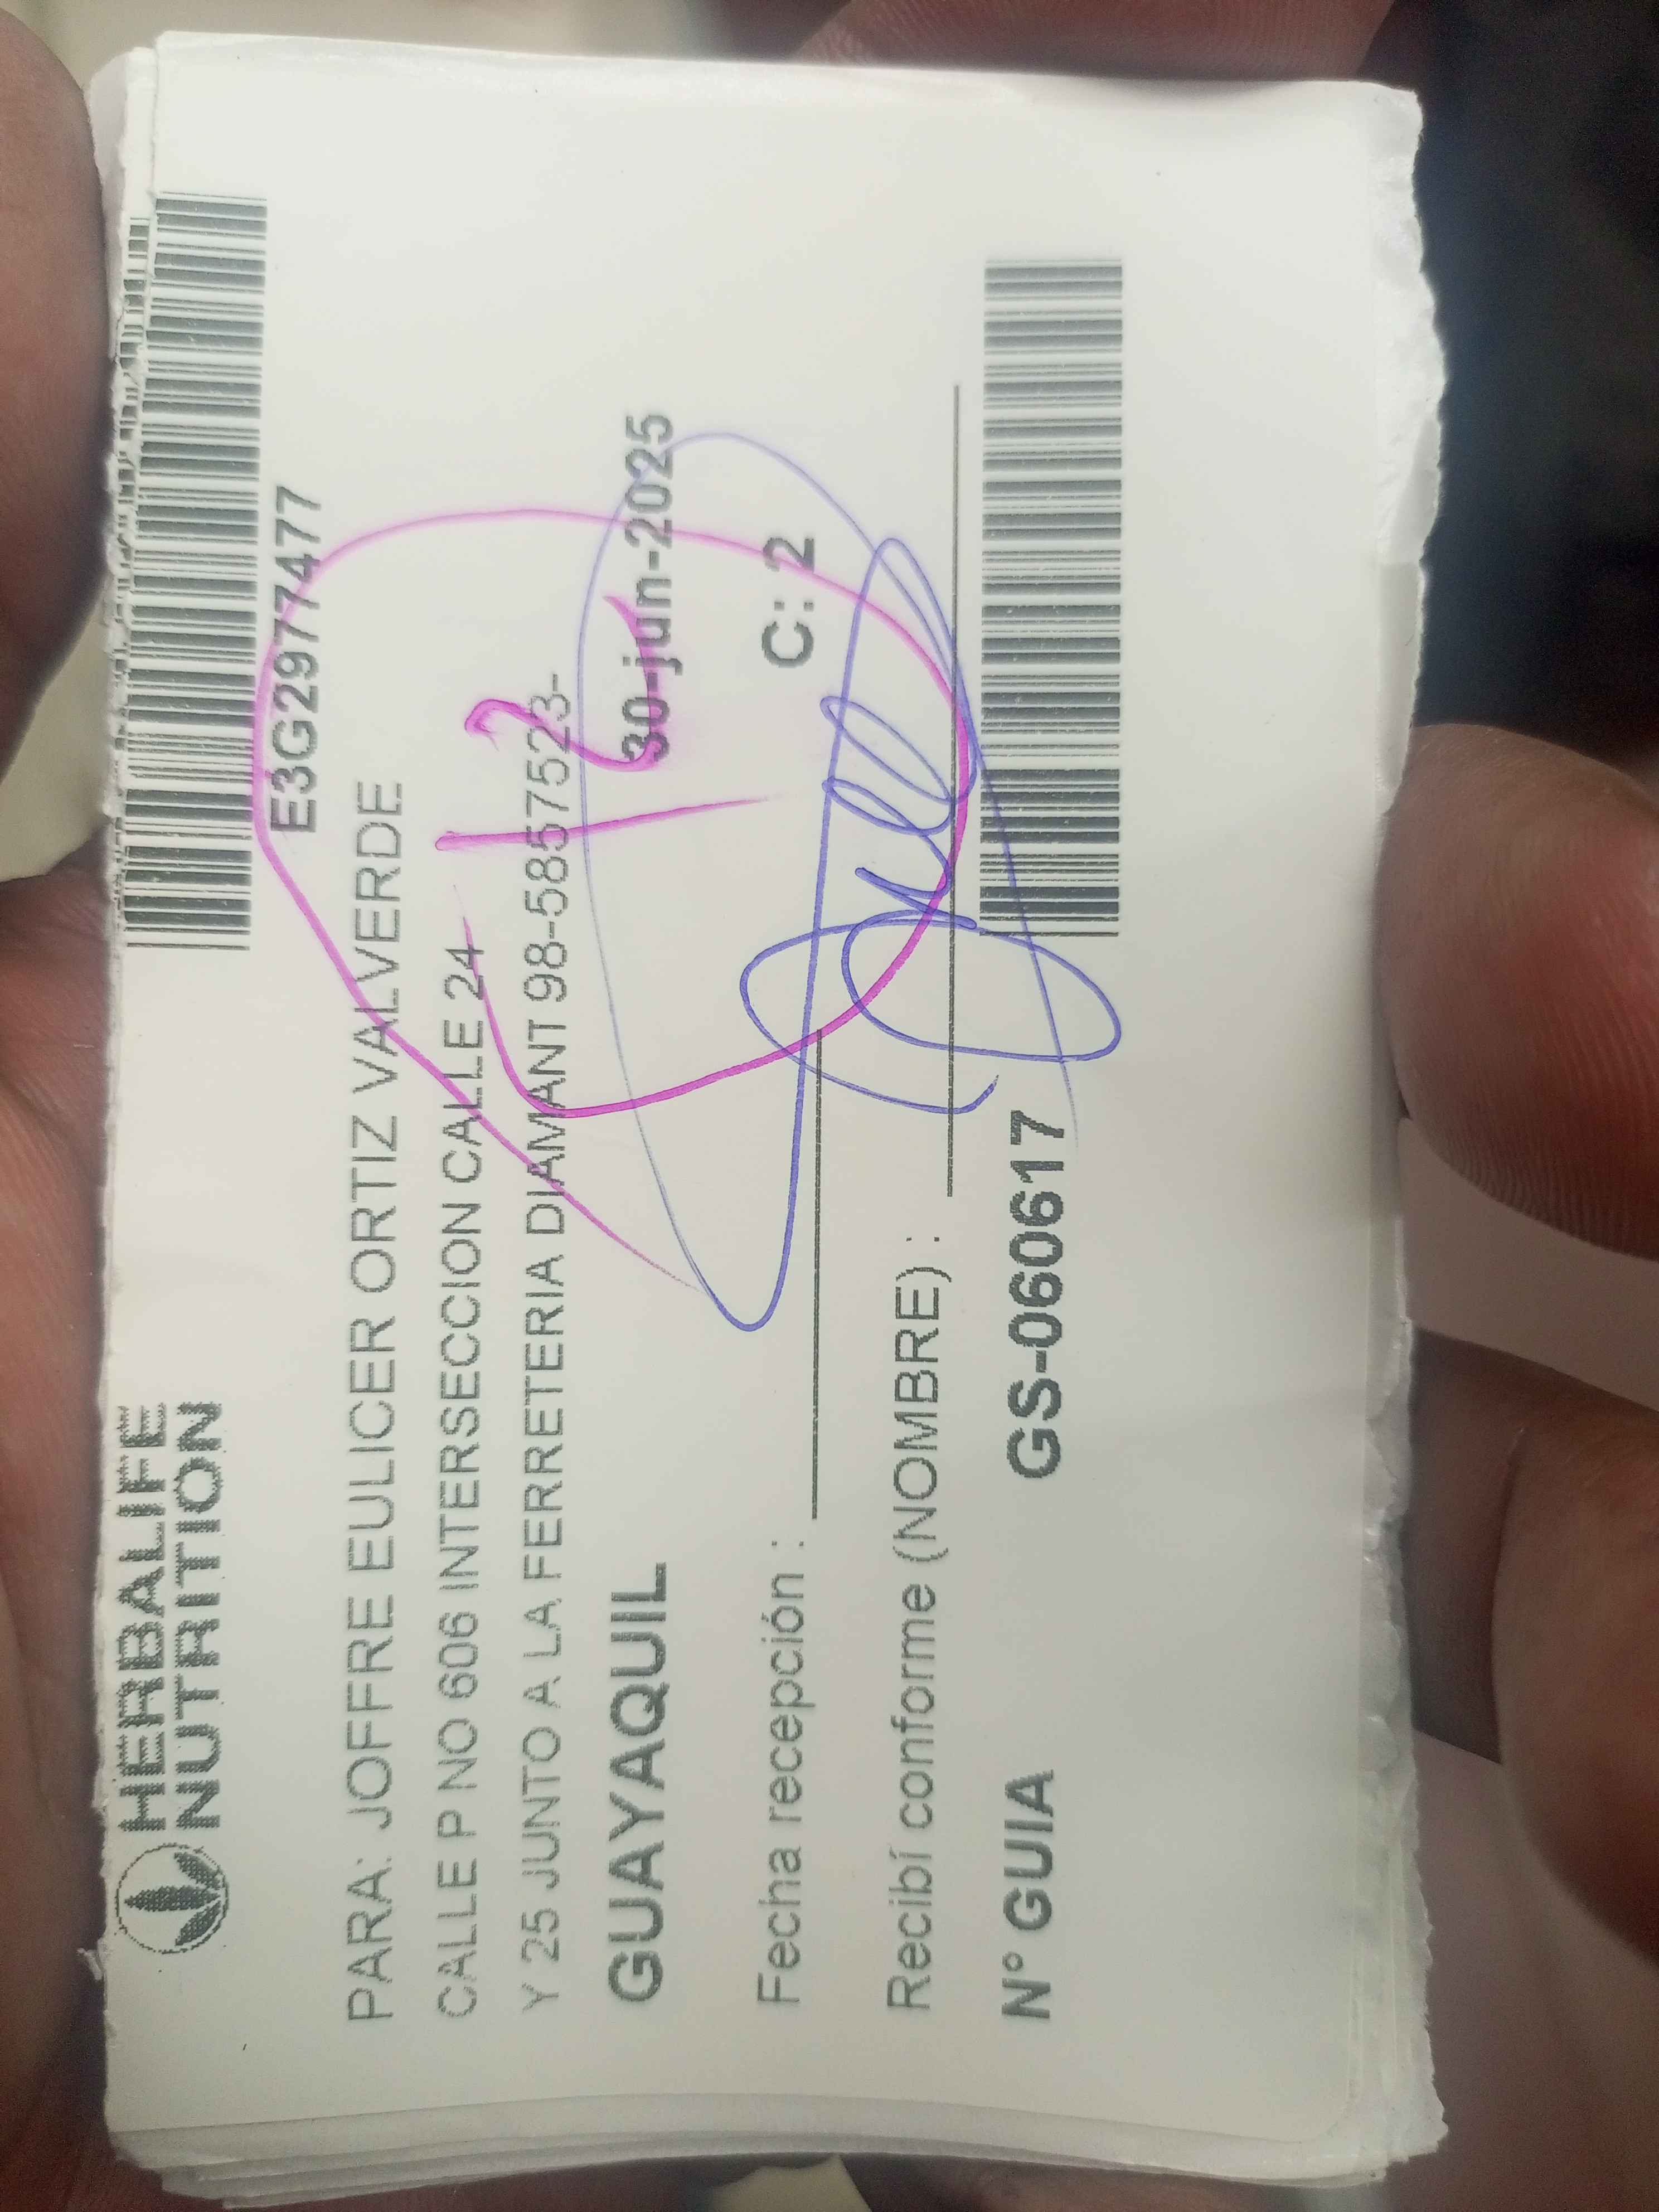 HERBALIFE
NUTRITION
E3G2977477
PARA: JOFFRE EULICER ORTIZ VALVERDE
CALLE P NO 606 INTERSECCION CALLE 24
Y 25 JUNTO A LA FERRETERIA DIAMANT 98-5857523-
GUAYAQUIL 30-jun-2025
Fecha recepción : C: 2
Recibí conforme (NOMBRE) :
N° GUIA GS-060617
12